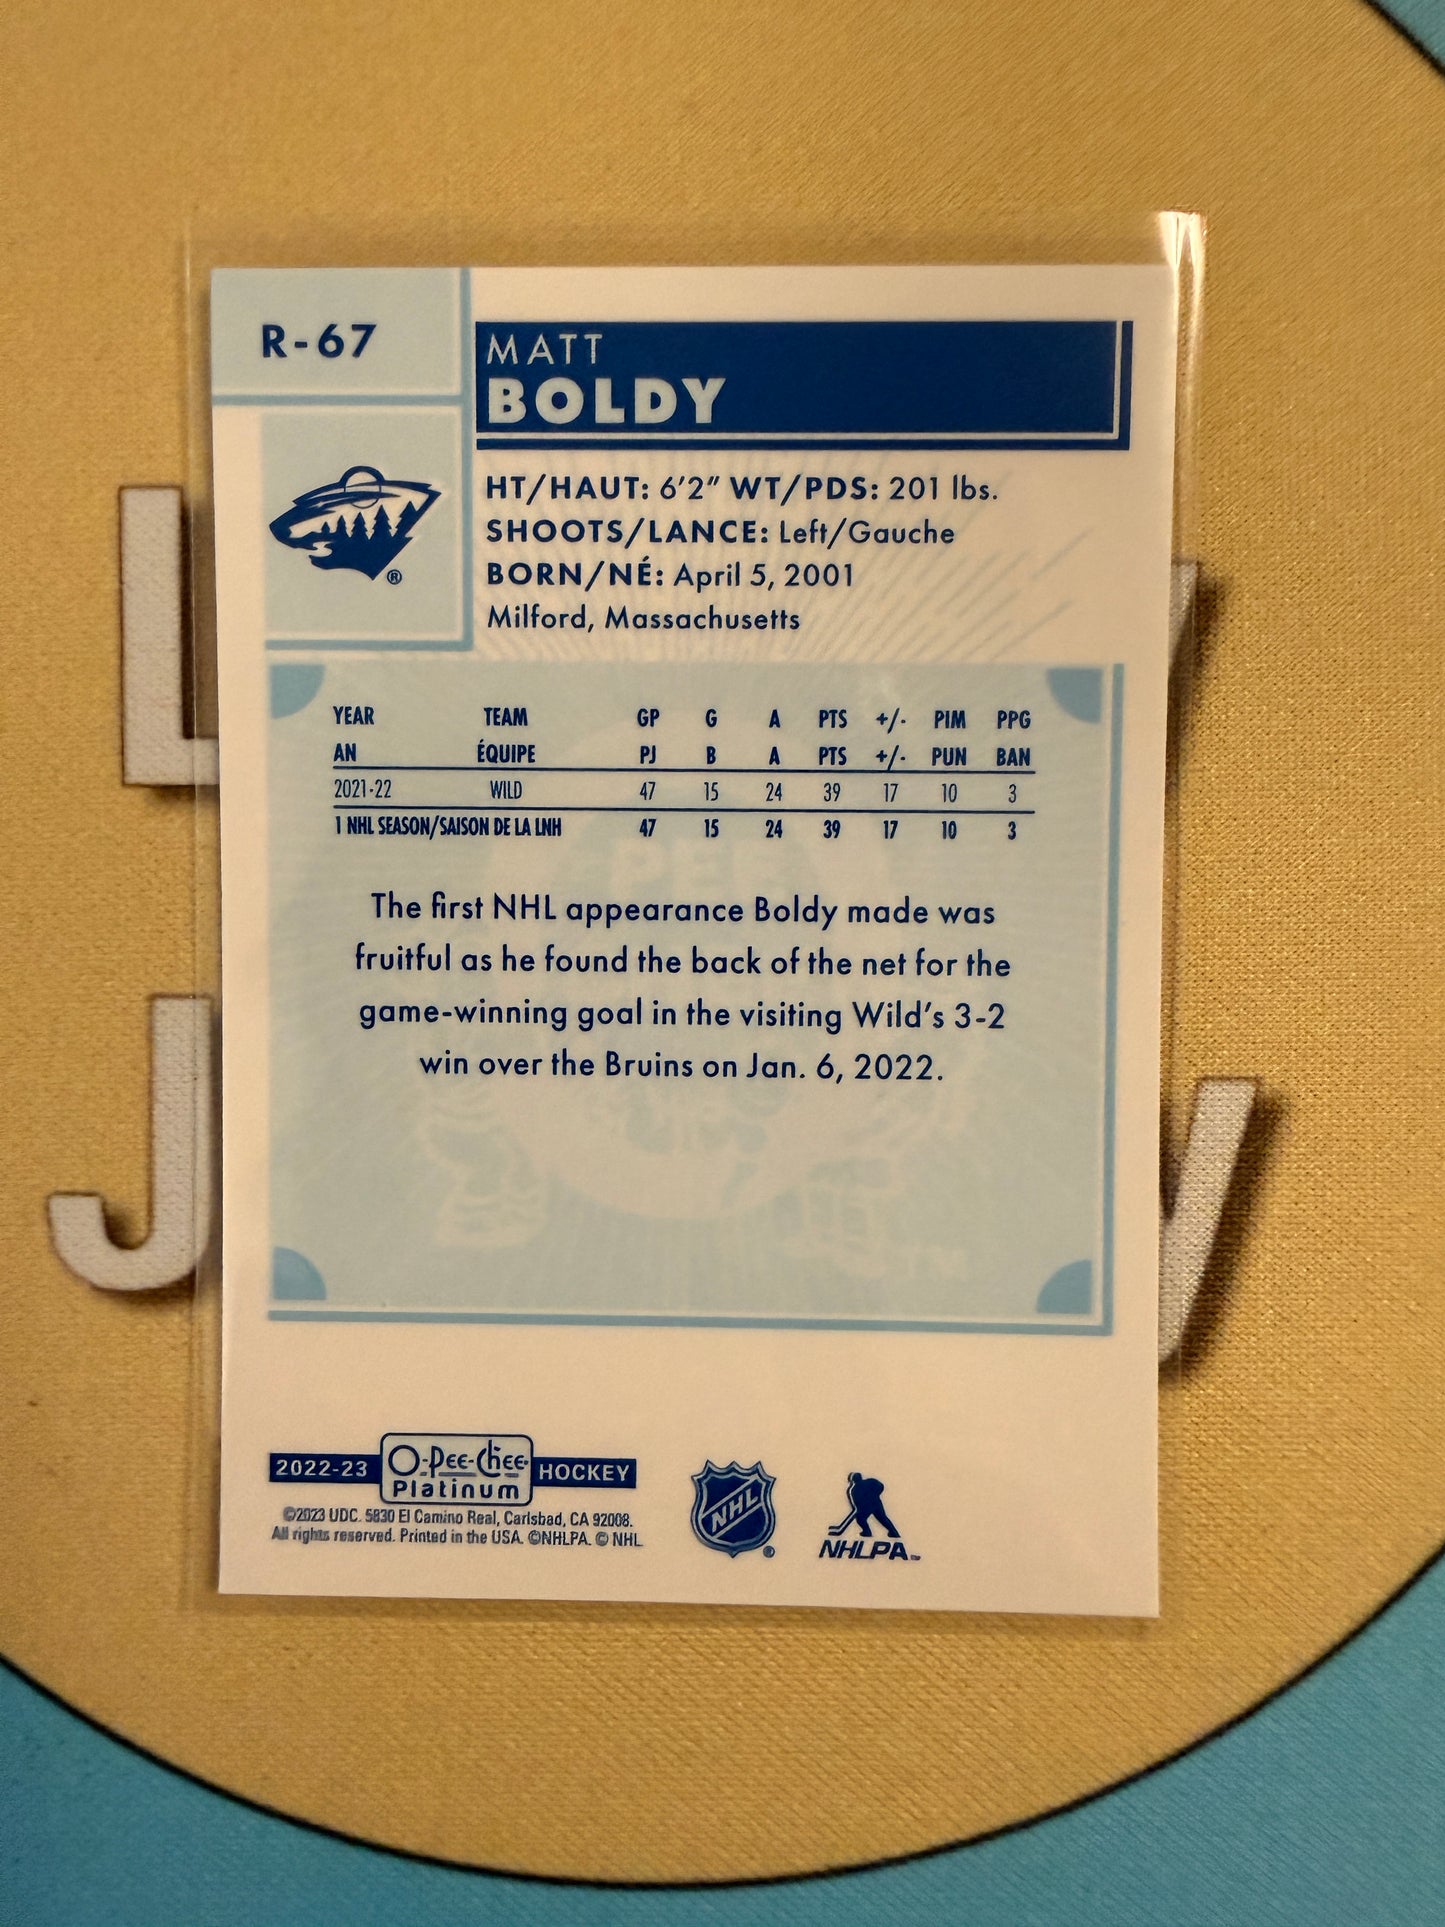 R-67
MATT
BOLDY
HT/HAUT: 6'2" WT/PDS: 201 lbs.
SHOOTS/LANCE: Left/Gauche
BORN/NÉ: April 5, 2001
Milford, Massachusetts
®
YEAR TEAM GP G A PTS +/- PIM PPG
AN ÉQUIPE PJ B A PTS +/- PUN BAN
2021-22 WILD 47 15 24 39 17 10 3
1 NHL SEASON/SAISON DE LA LNH 47 15 24 39 17 10 3
The first NHL appearance Boldy made was
fruitful as he found the back of the net for the
game-winning goal in the visiting Wild's 3-2
win over the Bruins on Jan. 6, 2022.
2022-23 O-Pee-Chee Platinum HOCKEY
©2023 UDC. 5830 El Camino Real, Carlsbad, CA 92008.
All rights reserved. Printed in the USA. ©NHLPA. © NHL
NHL ®
NHLPA™
L
J